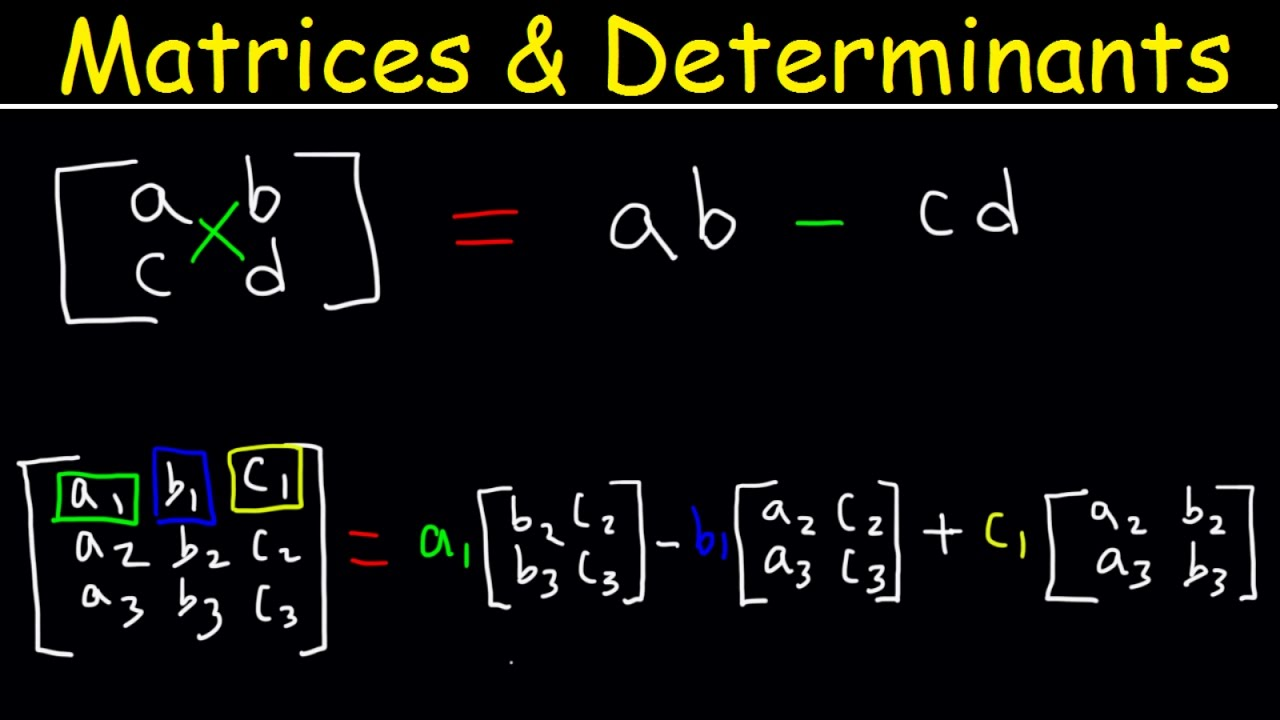 Matrices & Determinants
[a b = ab - cd
c d]
[a₁ b₁ c₁
a₂ b₂ c₂ = a₁ [b₂ c₂ - b₁ [a₂ c₂ + c₁ [a₂ b₂
a₃ b₃ c₃] b₃ c₃] a₃ c₃] a₃ b₃]